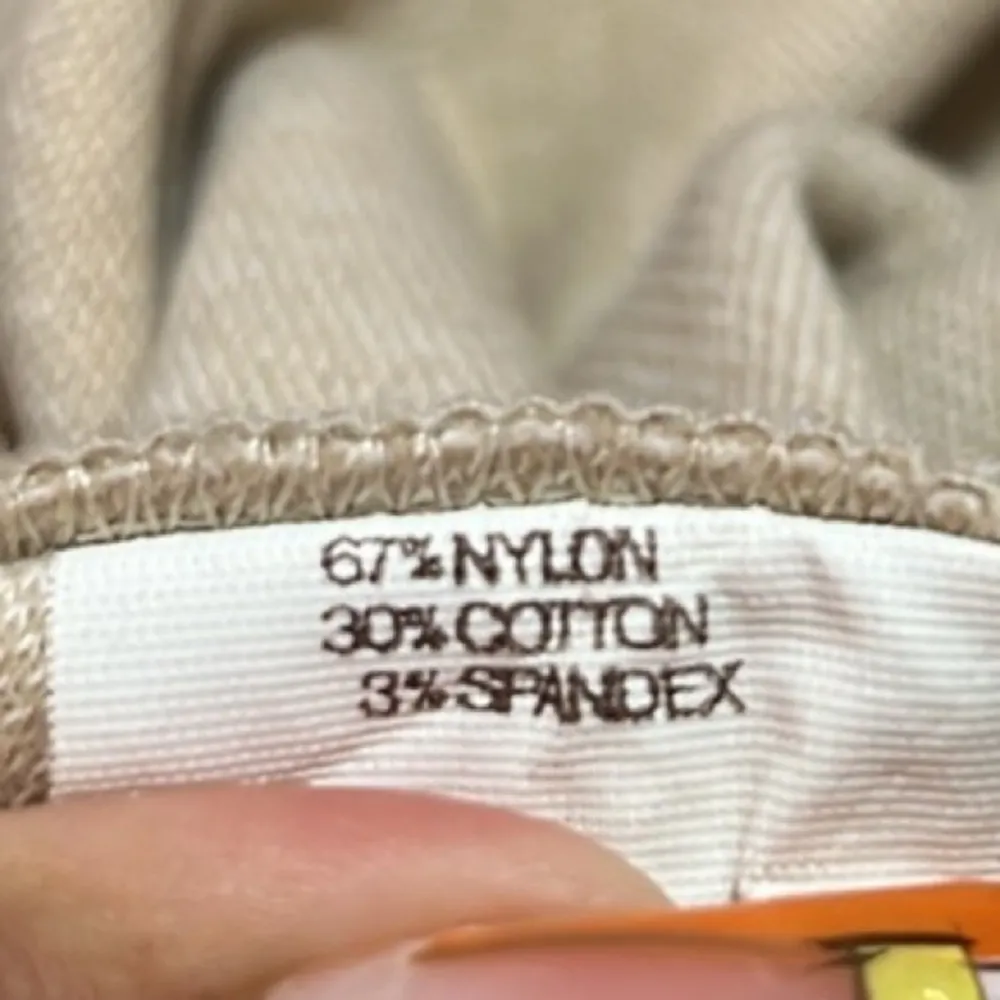 67% NYLON
30% COTTON
3% SPANDEX